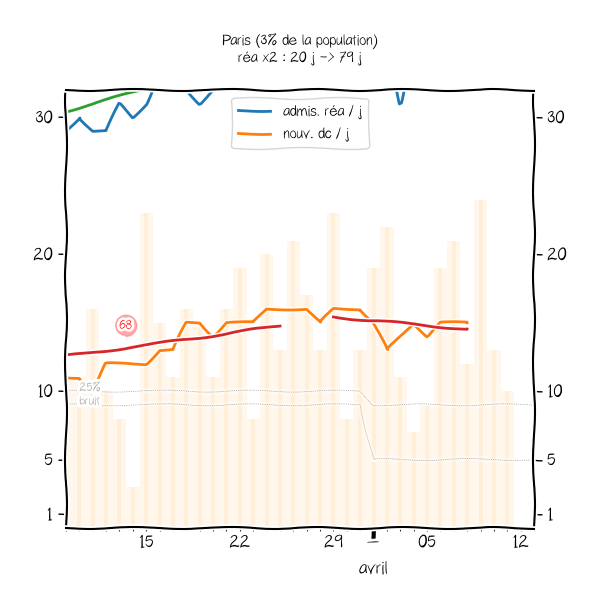 Paris (3% de la population)
réa x2 : 20 j -> 79 j
admis. réa / j
nouv. dc / j
30
30
20
20
68
25%
bruit
10
10
5
5
1
1
15
22
29
05
12
avril